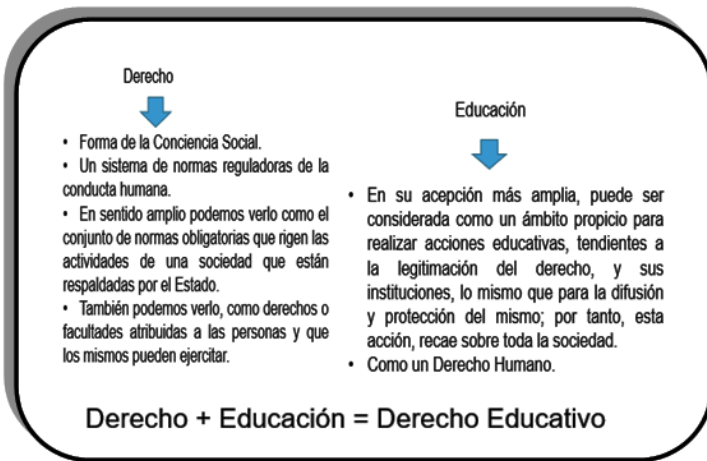 Derecho
• Forma de la Conciencia Social.
• Un sistema de normas reguladoras de la
conducta humana.
• En sentido amplio podemos verlo como el
conjunto de normas obligatorias que rigen las
actividades de una sociedad que están
respaldadas por el Estado.
• También podemos verlo, como derechos o
facultades atribuidas a las personas y que
los mismos pueden ejercitar.
Educación
• En su acepción más amplia, puede ser
considerada como un ámbito propicio para
realizar acciones educativas, tendientes a
la legitimación del derecho, y sus
instituciones, lo mismo que para la difusión
y protección del mismo; por tanto, esta
acción, recae sobre toda la sociedad.
• Como un Derecho Humano.
Derecho + Educación = Derecho Educativo